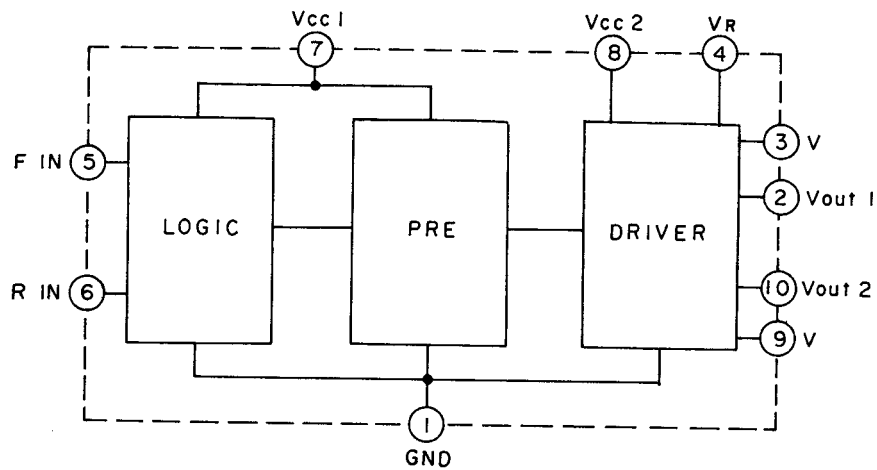 Vcc 1
7
Vcc 2
8
VR
4
F IN 5
3 V
2 Vout 1
LOGIC
PRE
DRIVER
R IN 6
10 Vout 2
9 V
1
GND